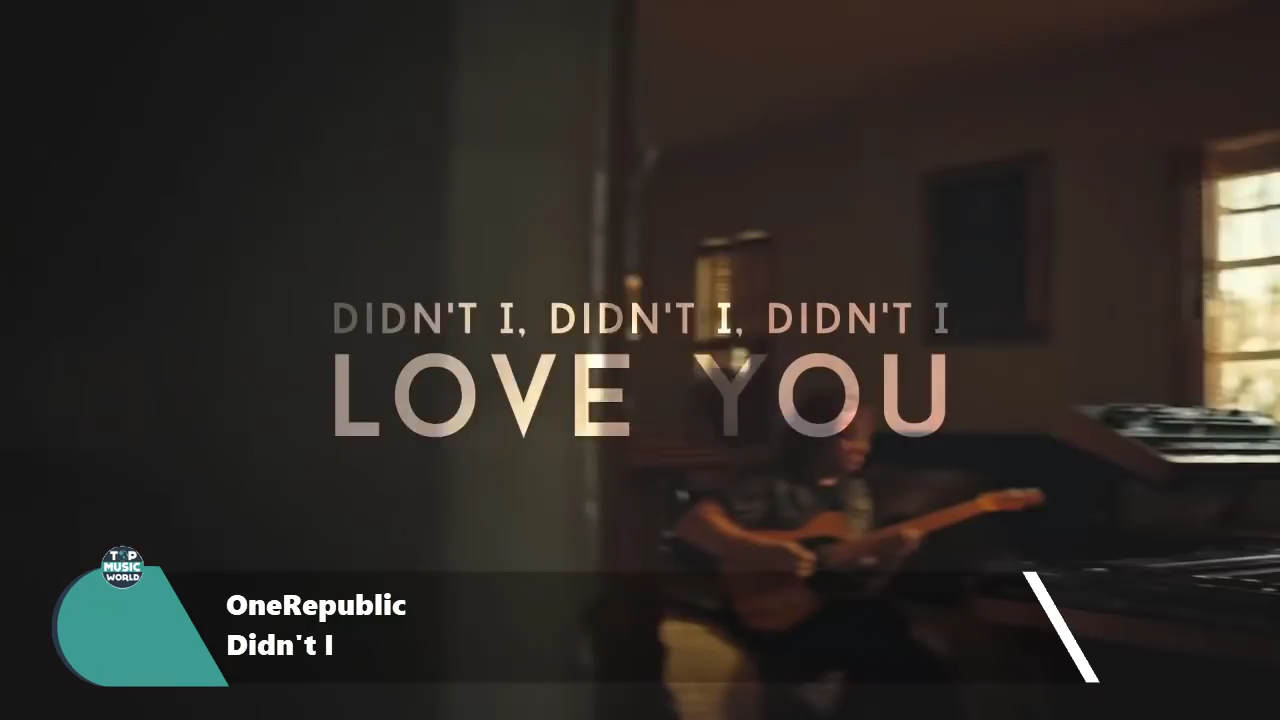 DIDN'T I, DIDN'T I, DIDN'T I
LOVE YOU
TOP
MUSIC
WORLD
OneRepublic
Didn't I